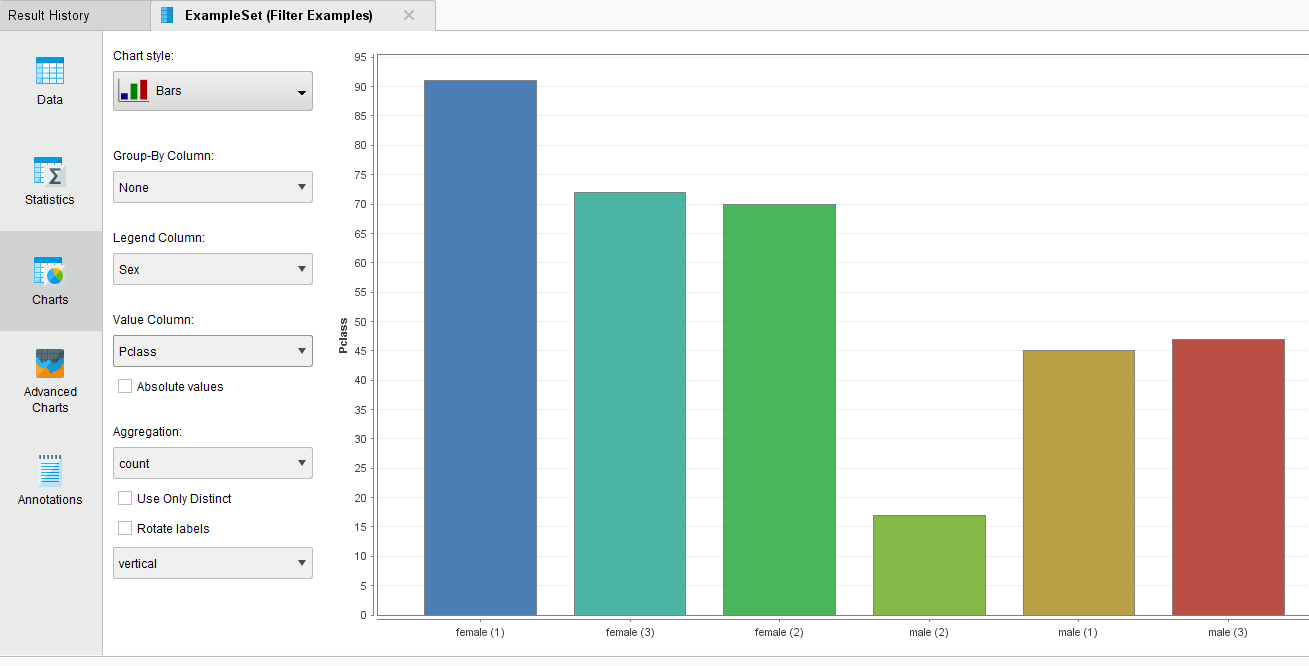 Result History
ExampleSet (Filter Examples)
Data
Statistics
Charts
Advanced
Charts
Annotations
Chart style:
Bars
Group-By Column:
None
Legend Column:
Sex
Value Column:
Pclass
Absolute values
Aggregation:
count
Use Only Distinct
Rotate labels
vertical
Pclass
95
90
85
80
75
70
65
60
55
50
45
40
35
30
25
20
15
10
5
0
female (1)
female (3)
female (2)
male (2)
male (1)
male (3)